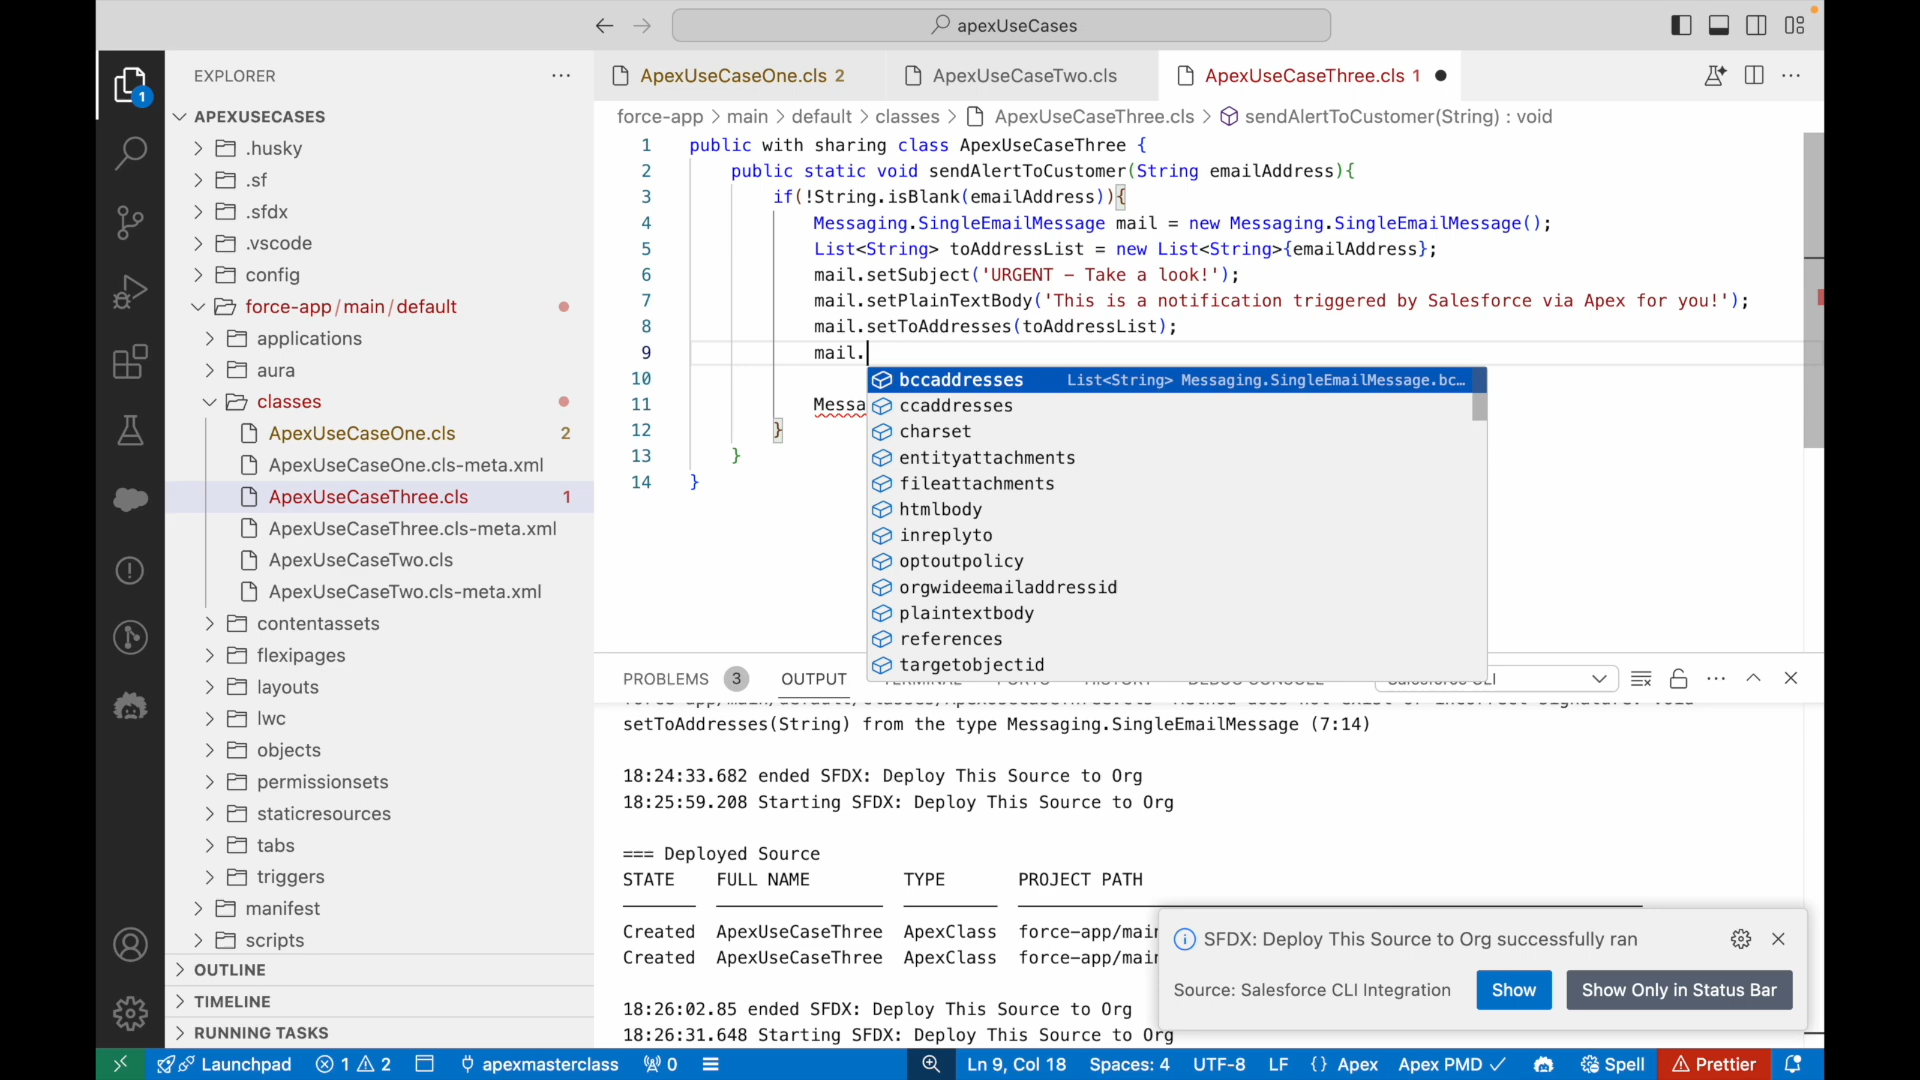 apexUseCases
EXPLORER
APEXUSECASES
.husky
.sf
.sfdx
.vscode
config
force-app / main / default
applications
aura
classes
ApexUseCaseOne.cls 2
ApexUseCaseOne.cls-meta.xml
ApexUseCaseThree.cls 1
ApexUseCaseThree.cls-meta.xml
ApexUseCaseTwo.cls
ApexUseCaseTwo.cls-meta.xml
contentassets
flexipages
layouts
lwc
objects
permissionsets
staticresources
tabs
triggers
manifest
scripts
OUTLINE
TIMELINE
RUNNING TASKS
1
ApexUseCaseOne.cls 2 ApexUseCaseTwo.cls ApexUseCaseThree.cls 1
force-app > main > default > classes > ApexUseCaseThree.cls > sendAlertToCustomer(String) : void
1 public with sharing class ApexUseCaseThree {
2 public static void sendAlertToCustomer(String emailAddress){
3 if(!String.isBlank(emailAddress)){
4 Messaging.SingleEmailMessage mail = new Messaging.SingleEmailMessage();
5 List<String> toAddressList = new List<String>{emailAddress};
6 mail.setSubject('URGENT – Take a look!');
7 mail.setPlainTextBody('This is a notification triggered by Salesforce via Apex for you!');
8 mail.setToAddresses(toAddressList);
9 mail.
10
11 Messa
12 }
13 }
14 }
bccaddresses List<String> Messaging.SingleEmailMessage.bc…
ccaddresses
charset
entityattachments
fileattachments
htmlbody
inreplyto
optoutpolicy
orgwideemailaddressid
plaintextbody
references
targetobjectid
PROBLEMS 3 OUTPUT
setToAddresses(String) from the type Messaging.SingleEmailMessage (7:14)
18:24:33.682 ended SFDX: Deploy This Source to Org
18:25:59.208 Starting SFDX: Deploy This Source to Org
=== Deployed Source
STATE FULL NAME TYPE PROJECT PATH
Created ApexUseCaseThree ApexClass force-app/main
Created ApexUseCaseThree ApexClass force-app/main
18:26:02.85 ended SFDX: Deploy This Source to Org
18:26:31.648 Starting SFDX: Deploy This Source to Org
SFDX: Deploy This Source to Org successfully ran
Source: Salesforce CLI Integration Show Show Only in Status Bar
Launchpad 1 2 apexmasterclass 0 Ln 9, Col 18 Spaces: 4 UTF-8 LF {} Apex Apex PMD ✓ Spell Prettier